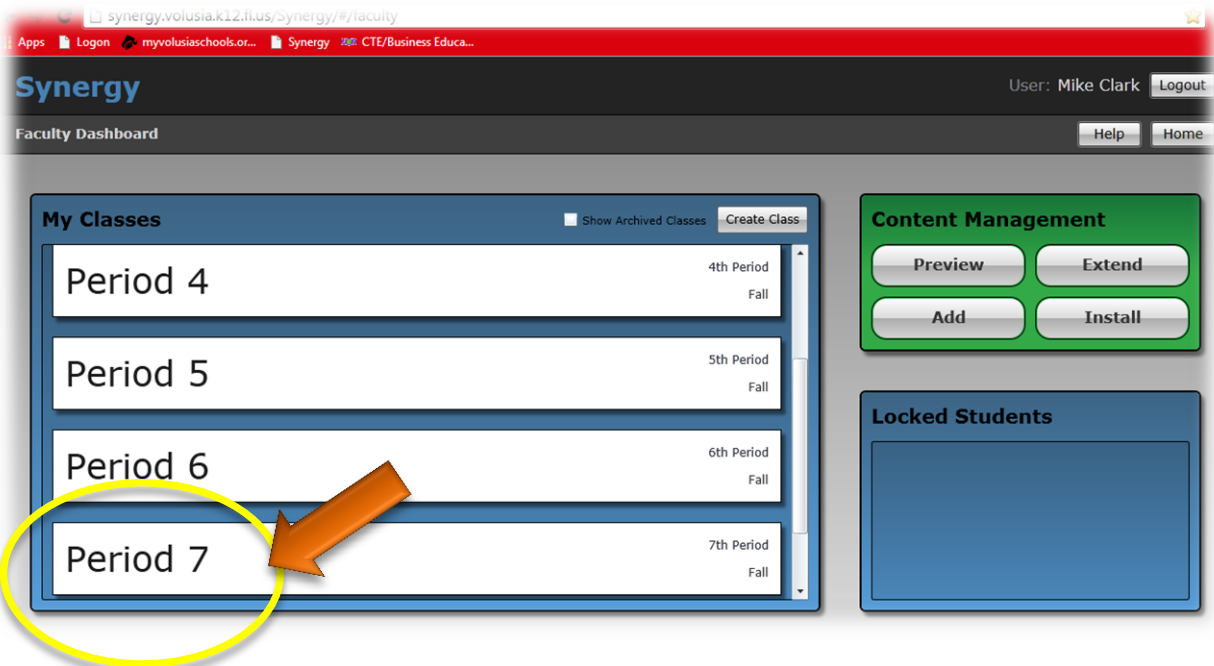 synergy.volusia.k12.fl.us/Synergy/#/faculty
Apps Logon myvolusiaschools.or... Synergy CTE/Business Educa...
Synergy
User: Mike Clark Logout
Faculty Dashboard
Help Home
My Classes
Show Archived Classes Create Class
Period 4
4th Period
Fall
Period 5
5th Period
Fall
Period 6
6th Period
Fall
Period 7
7th Period
Fall
Content Management
Preview Extend
Add Install
Locked Students